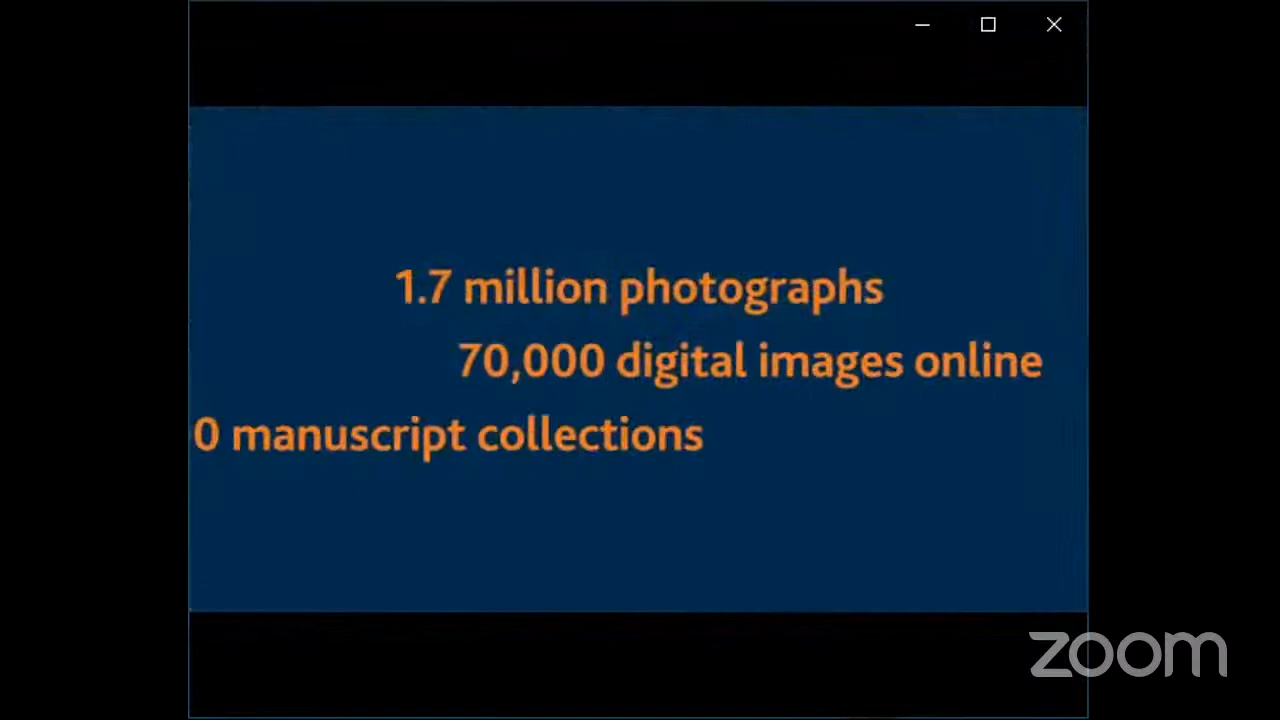 1.7 million photographs
70,000 digital images online
0 manuscript collections
zoom